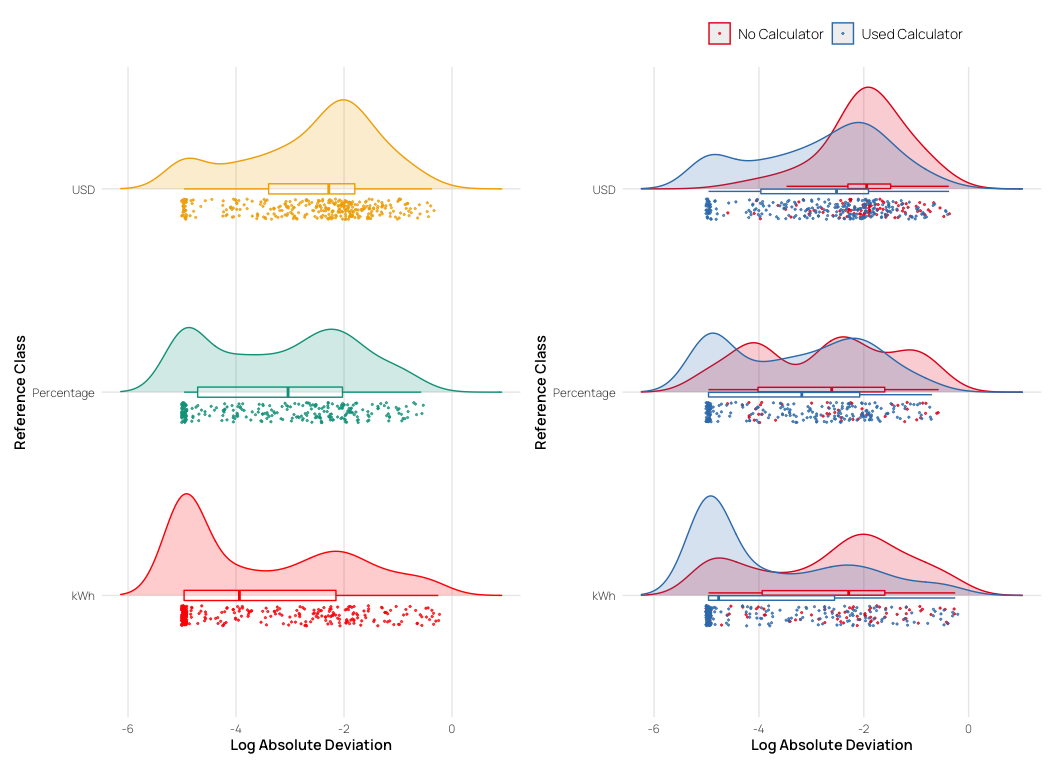 No Calculator Used Calculator
USD
Percentage
kWh
Reference Class
-6 -4 -2 0
Log Absolute Deviation
USD
Percentage
kWh
Reference Class
-6 -4 -2 0
Log Absolute Deviation